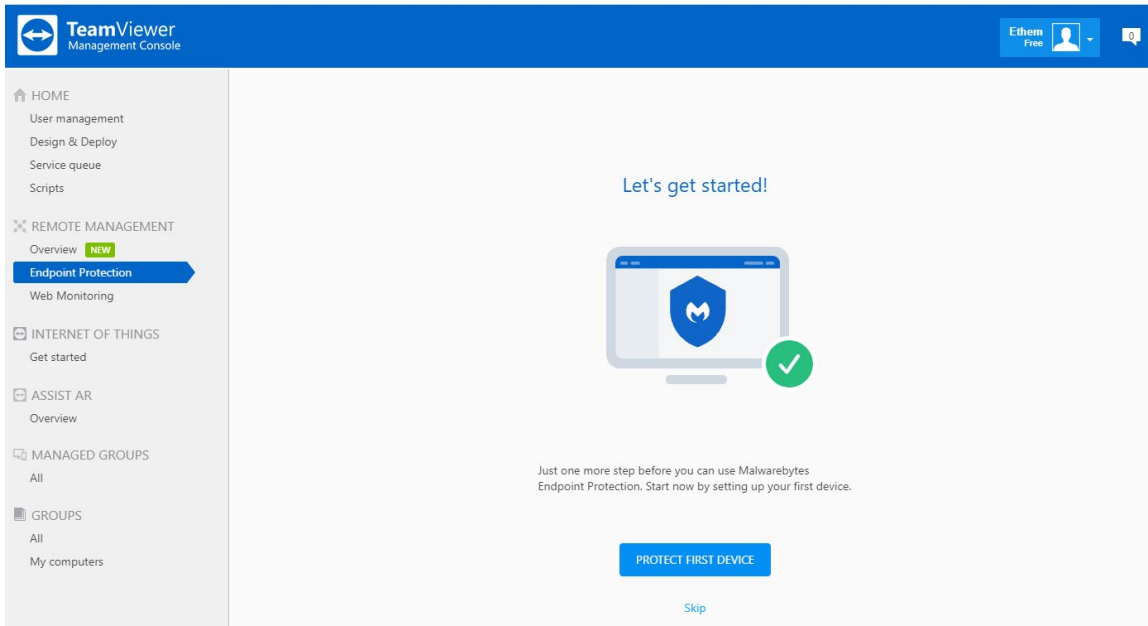 TeamViewer
Management Console
Ethem
Free
0
HOME
User management
Design & Deploy
Service queue
Scripts
REMOTE MANAGEMENT
Overview NEW
Endpoint Protection
Web Monitoring
INTERNET OF THINGS
Get started
ASSIST AR
Overview
MANAGED GROUPS
All
GROUPS
All
My computers
Let's get started!
Just one more step before you can use Malwarebytes
Endpoint Protection. Start now by setting up your first device.
PROTECT FIRST DEVICE
Skip